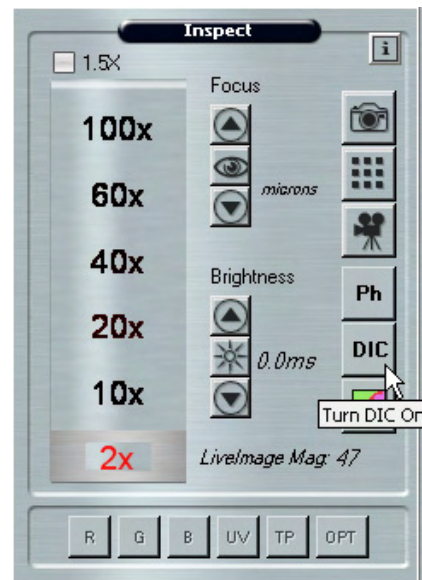 Inspect
i
1.5X
Focus
100x
60x
microns
40x
Brightness
Ph
20x
0.0ms
DIC
10x
Turn DIC On
2x
LiveImage Mag: 47
R G B UV TP OPT